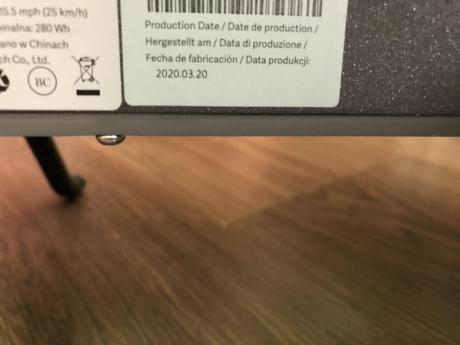 15.5 mph (25 km/h)
inalna: 280 Wh
ano w Chinach
ch Co., Ltd.
BC
Production Date / Date de production /
Hergestellt am / Data di produzione /
Fecha de fabricación / Data produkcji:
2020.03.20